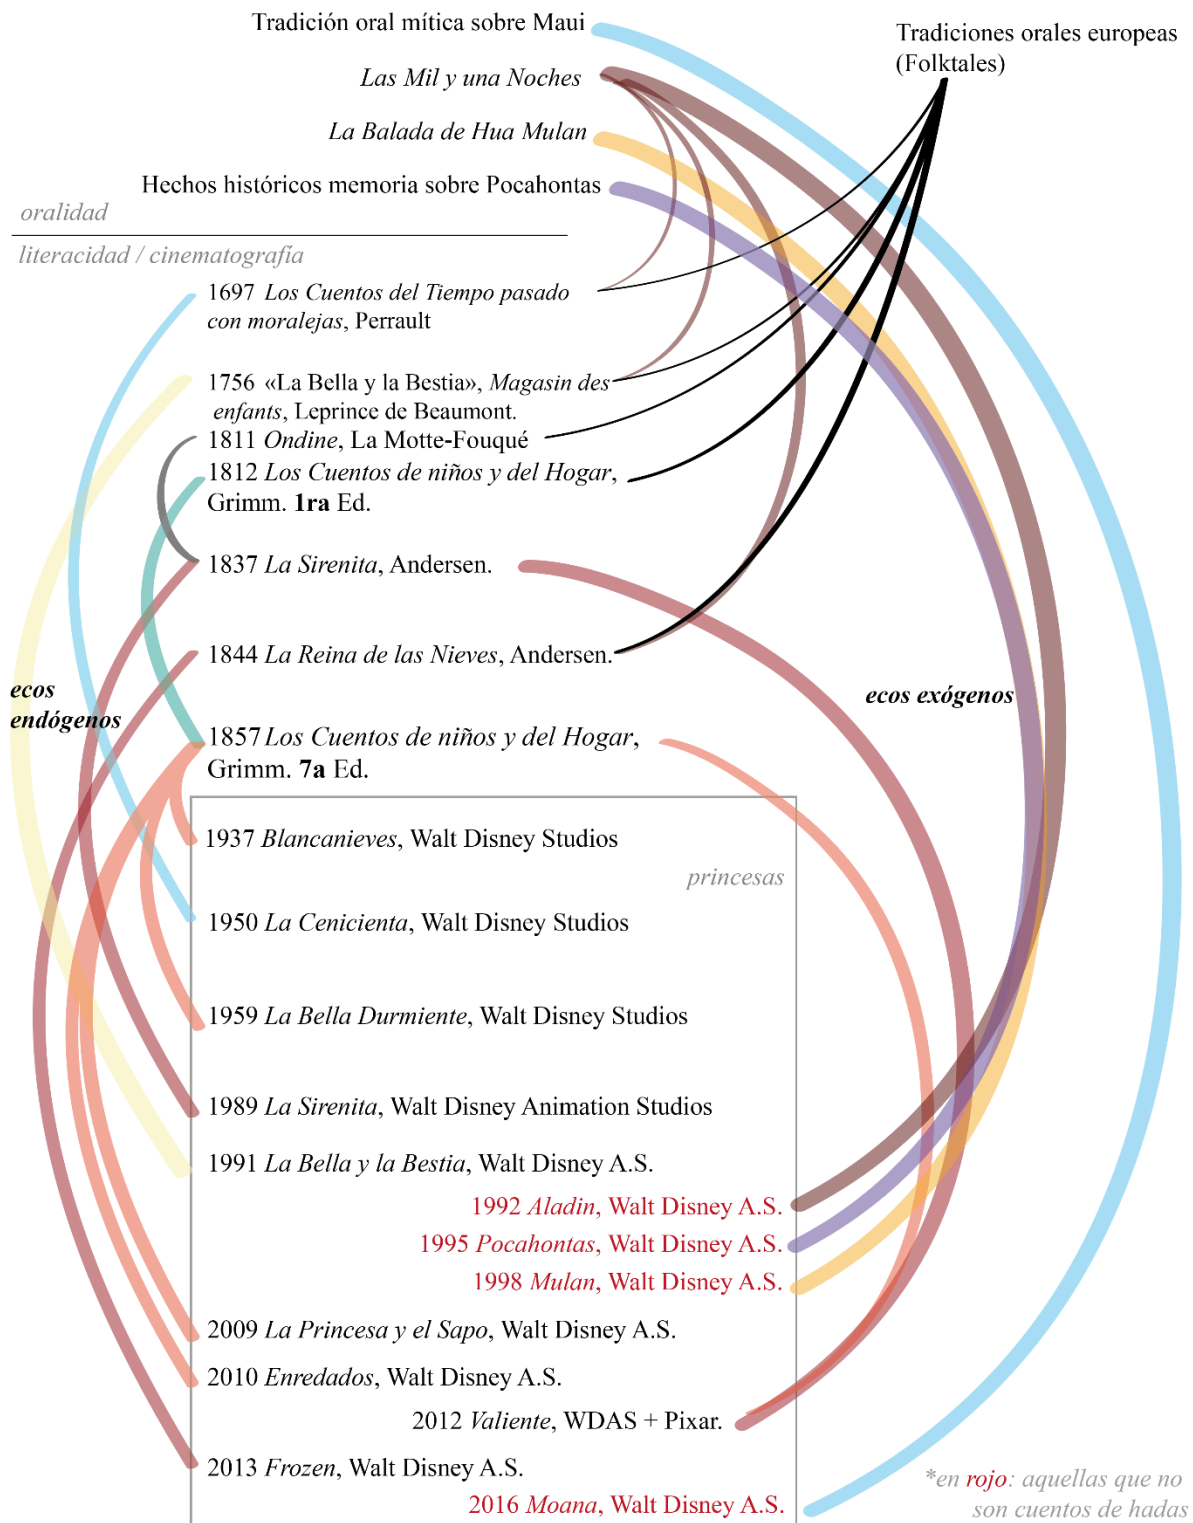 Tradición oral mítica sobre Maui
Tradiciones orales europeas
(Folktales)
Las Mil y una Noches
La Balada de Hua Mulan
Hechos históricos memoria sobre Pocahontas
oralidad
literacidad / cinematografía
1697 Los Cuentos del Tiempo pasado
con moralejas, Perrault
1756 «La Bella y la Bestia», Magasin des
enfants, Leprince de Beaumont.
1811 Ondine, La Motte-Fouqué
1812 Los Cuentos de niños y del Hogar,
Grimm. 1ra Ed.
1837 La Sirenita, Andersen.
1844 La Reina de las Nieves, Andersen.
ecos
endógenos
ecos exógenos
1857 Los Cuentos de niños y del Hogar,
Grimm. 7a Ed.
1937 Blancanieves, Walt Disney Studios
princesas
1950 La Cenicienta, Walt Disney Studios
1959 La Bella Durmiente, Walt Disney Studios
1989 La Sirenita, Walt Disney Animation Studios
1991 La Bella y la Bestia, Walt Disney A.S.
1992 Aladin, Walt Disney A.S.
1995 Pocahontas, Walt Disney A.S.
1998 Mulan, Walt Disney A.S.
2009 La Princesa y el Sapo, Walt Disney A.S.
2010 Enredados, Walt Disney A.S.
2012 Valiente, WDAS + Pixar.
2013 Frozen, Walt Disney A.S.
2016 Moana, Walt Disney A.S.
*en rojo: aquellas que no
son cuentos de hadas